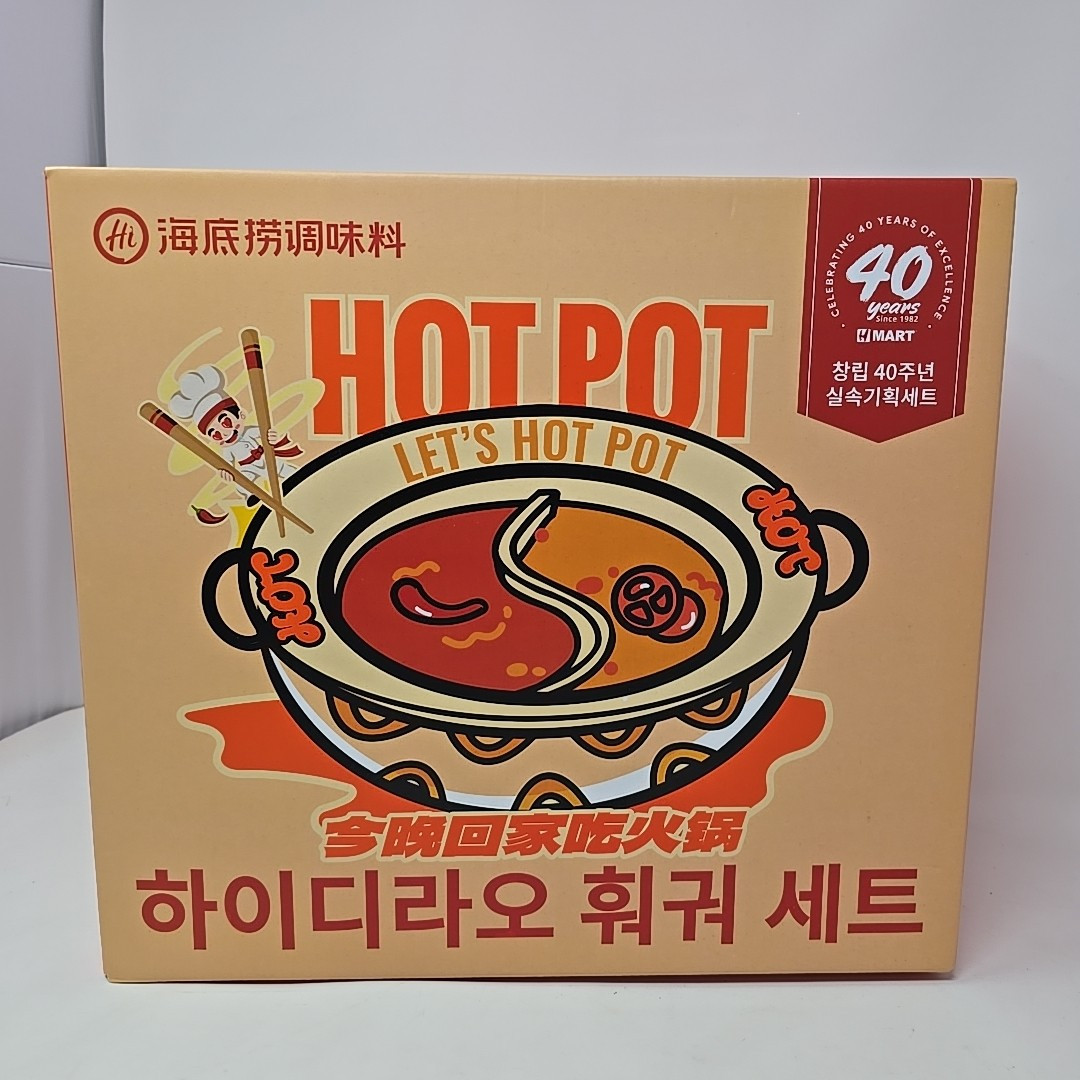 Hi 海底捞调味料
CELEBRATING 40 YEARS OF EXCELLENCE
40
years
Since 1982
H MART
창립 40주년
실속기획세트
HOT POT
LET'S HOT POT
HOT
HOT
今晚回家吃火锅
하이디라오 훠궈 세트